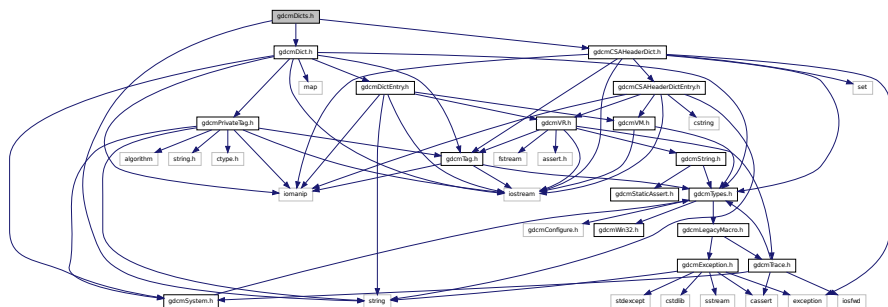 gdcmDicts.h
gdcmDict.h
gdcmCSAHeaderDict.h
map
gdcmDictEntry.h
gdcmCSAHeaderDictEntry.h
set
gdcmPrivateTag.h
gdcmVR.h
gdcmVM.h
cstring
algorithm
string.h
ctype.h
gdcmTag.h
fstream
assert.h
gdcmString.h
iomanip
iostream
gdcmStaticAssert.h
gdcmTypes.h
gdcmConfigure.h
gdcmWin32.h
gdcmLegacyMacro.h
gdcmException.h
gdcmTrace.h
gdcmSystem.h
string
stdexcept
cstdlib
sstream
cassert
exception
iosfwd